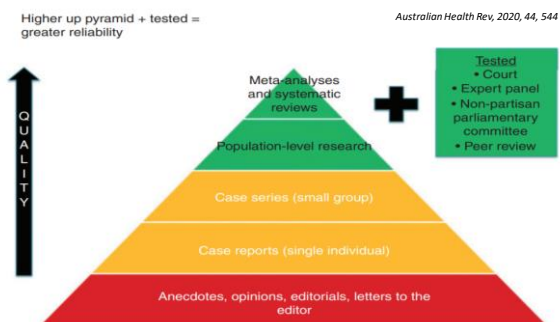 Higher up pyramid + tested =
greater reliability
Australian Health Rev, 2020, 44, 544
QUALITY
Meta-analyses
and systematic
reviews
Population-level research
Case series (small group)
Case reports (single individual)
Anecdotes, opinions, editorials, letters to the
editor
Tested
• Court
• Expert panel
• Non-partisan
parliamentary
committee
• Peer review